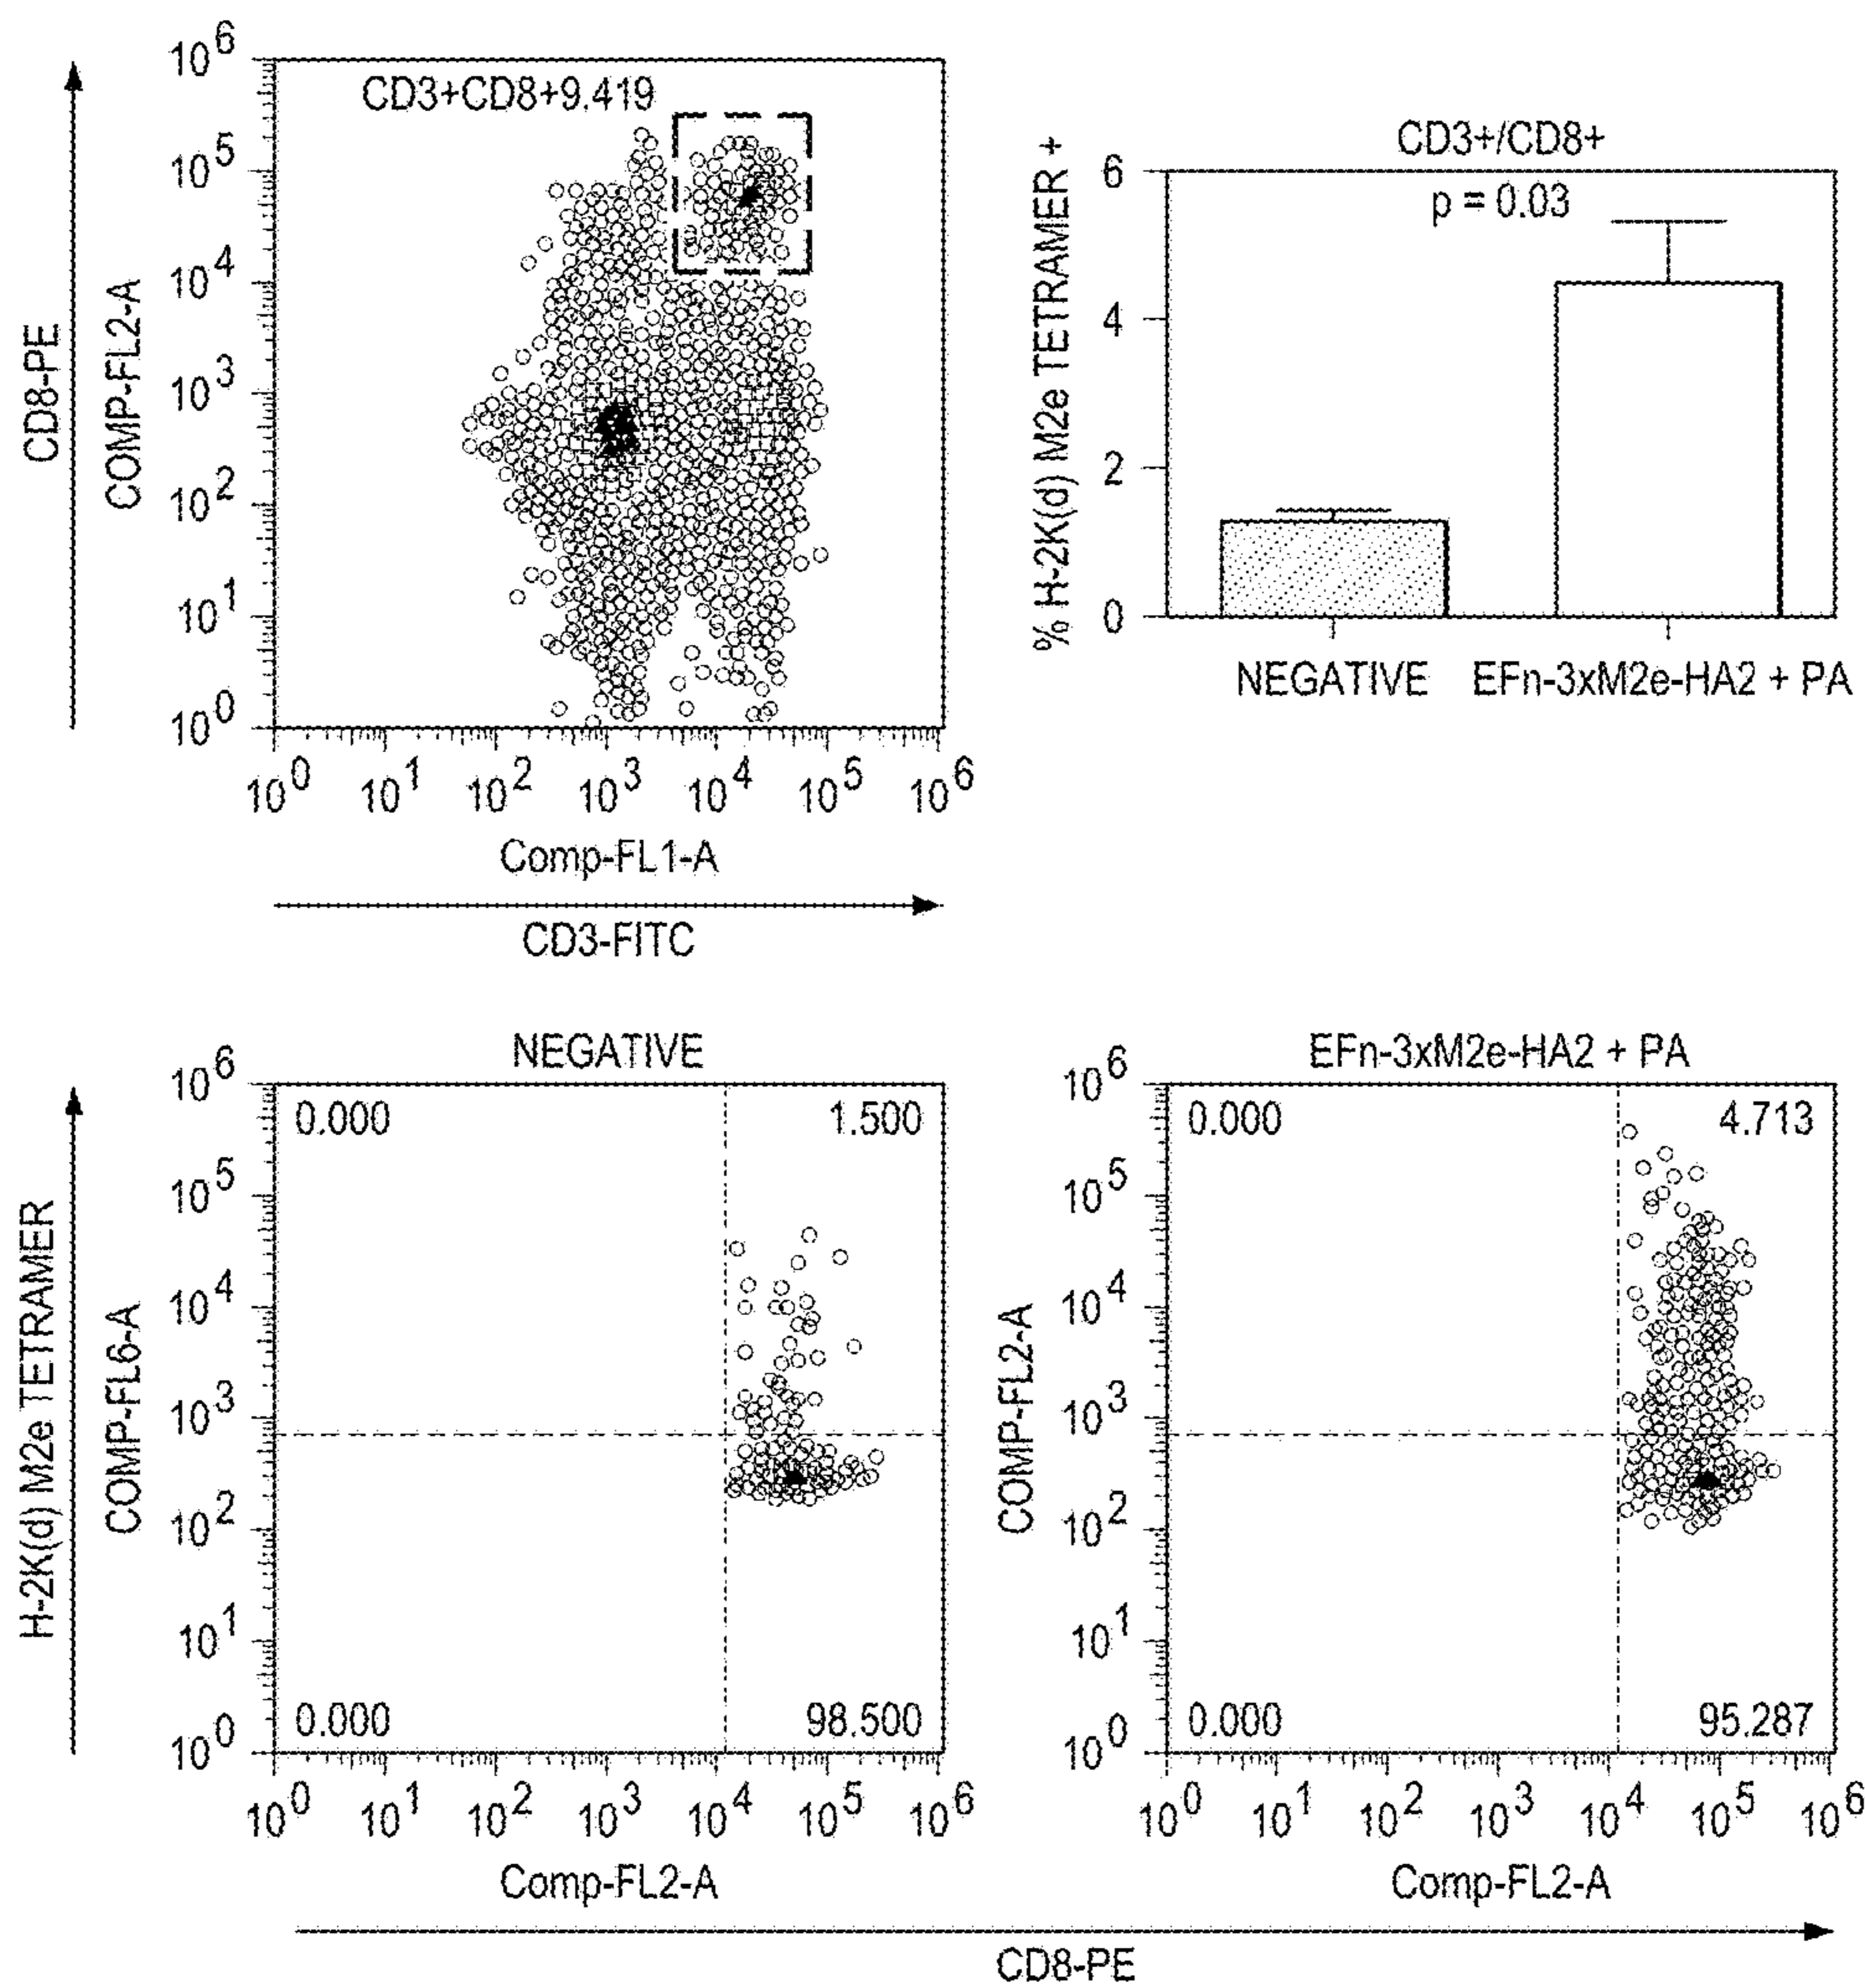 CD3+CD8+9.419
CD8-PE
COMP-FL2-A
10^6
10^5
10^4
10^3
10^2
10^1
10^0
10^0 10^1 10^2 10^3 10^4 10^5 10^6
Comp-FL1-A
CD3-FITC
CD3+/CD8+
p = 0.03
% H-2K(d) M2e TETRAMER +
6
4
2
0
NEGATIVE EFn-3xM2e-HA2 + PA
NEGATIVE
H-2K(d) M2e TETRAMER
COMP-FL6-A
10^6
10^5
10^4
10^3
10^2
10^1
10^0
0.000 1.500
0.000 98.500
10^0 10^1 10^2 10^3 10^4 10^5 10^6
Comp-FL2-A
EFn-3xM2e-HA2 + PA
COMP-FL2-A
10^6
10^5
10^4
10^3
10^2
10^1
10^0
0.000 4.713
0.000 95.287
10^0 10^1 10^2 10^3 10^4 10^5 10^6
Comp-FL2-A
CD8-PE